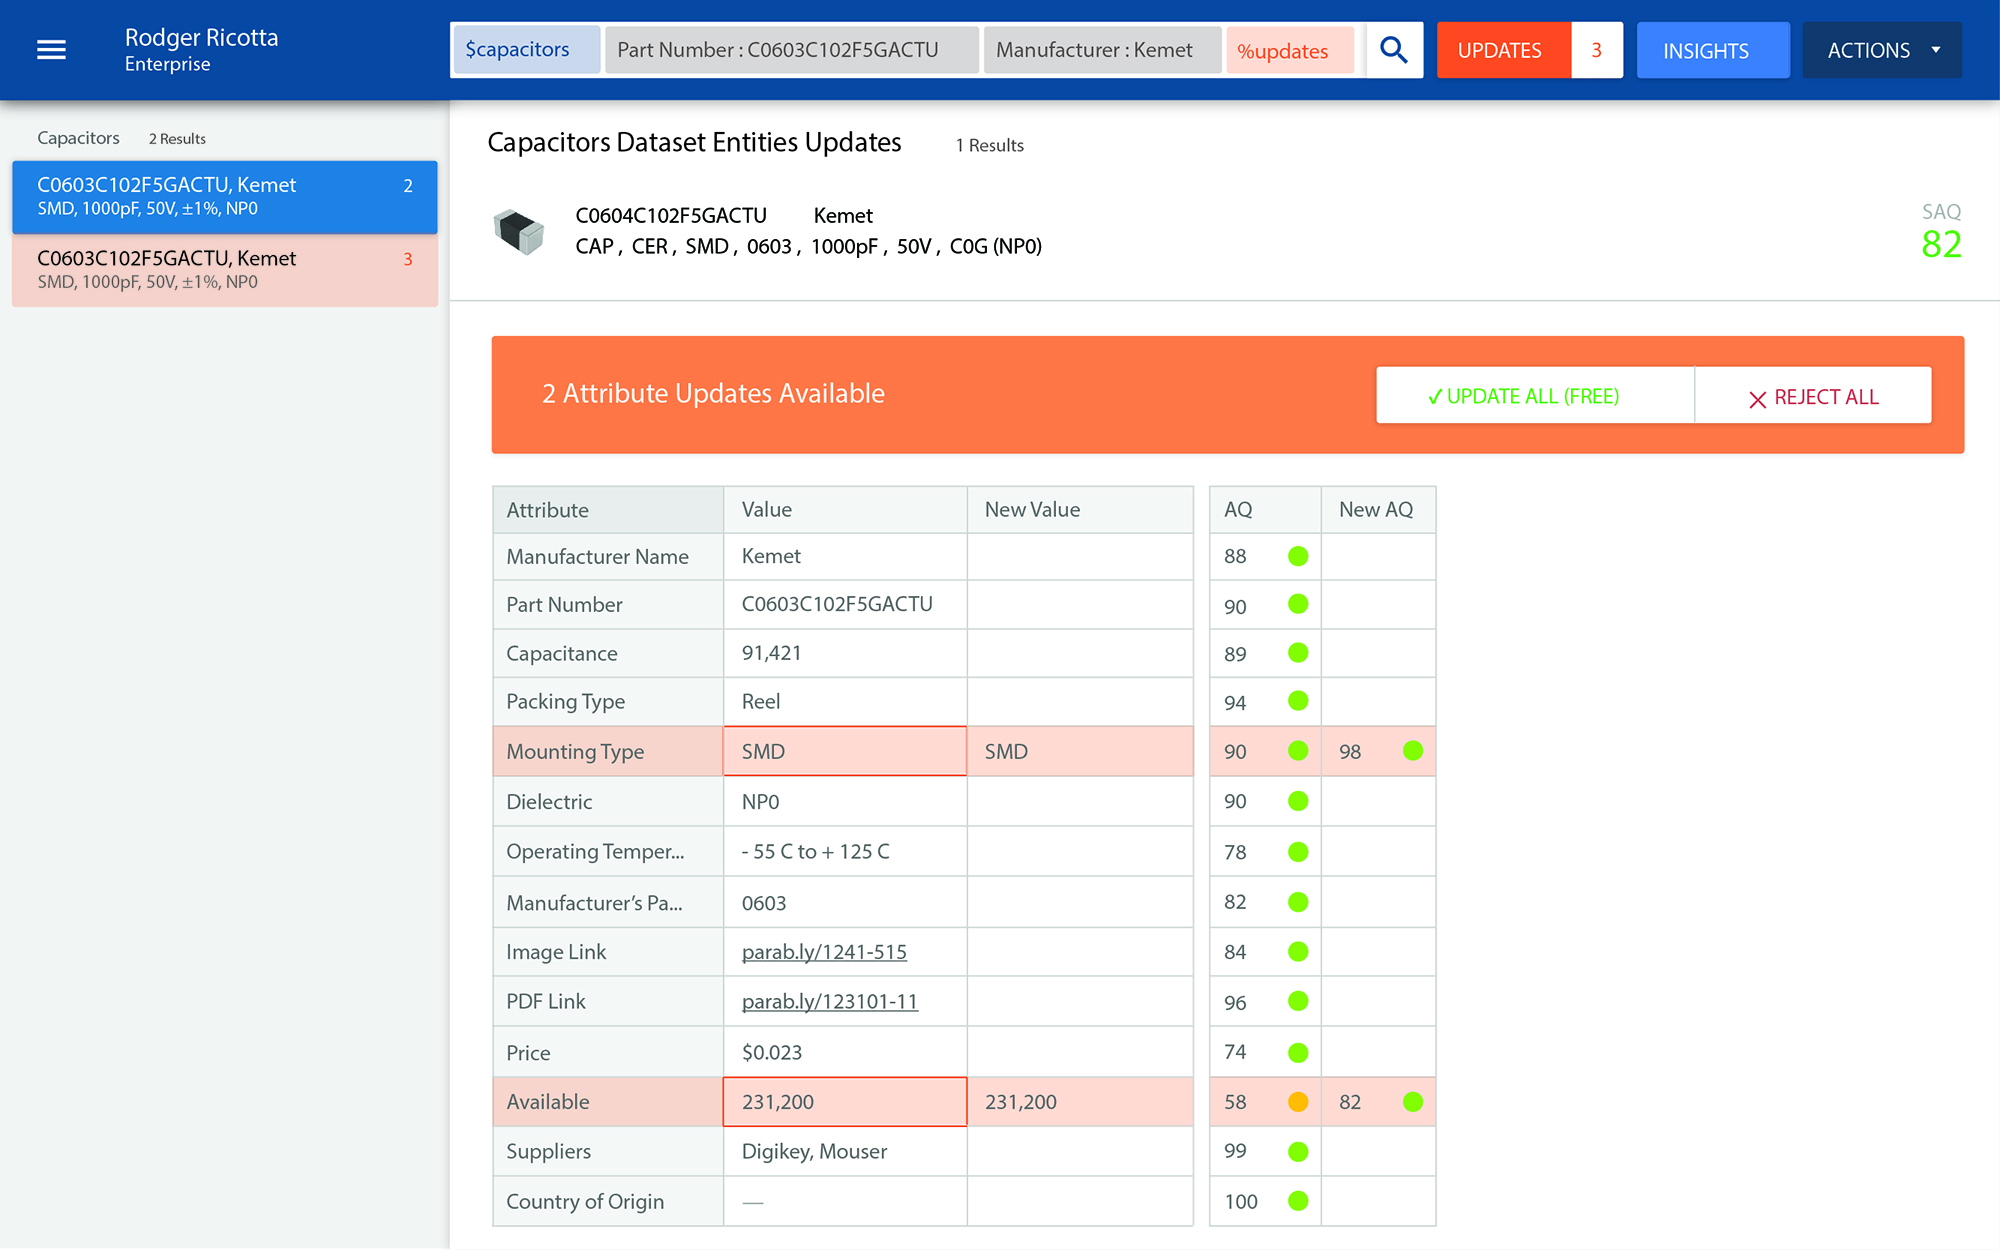 Rodger Ricotta
Enterprise
$capacitors Part Number : C0603C102F5GACTU Manufacturer : Kemet %updates UPDATES 3 INSIGHTS ACTIONS
Capacitors 2 Results
C0603C102F5GACTU, Kemet 2
SMD, 1000pF, 50V, ±1%, NP0
C0603C102F5GACTU, Kemet 3
SMD, 1000pF, 50V, ±1%, NP0
Capacitors Dataset Entities Updates 1 Results
C0604C102F5GACTU Kemet
CAP , CER , SMD , 0603 , 1000pF , 50V , C0G (NP0)
SAQ
82
2 Attribute Updates Available ✓UPDATE ALL (FREE) ✕ REJECT ALL
Attribute Value New Value AQ New AQ
Manufacturer Name Kemet 88
Part Number C0603C102F5GACTU 90
Capacitance 91,421 89
Packing Type Reel 94
Mounting Type SMD SMD 90 98
Dielectric NP0 90
Operating Temper... - 55 C to + 125 C 78
Manufacturer’s Pa... 0603 82
Image Link parab.ly/1241-515 84
PDF Link parab.ly/123101-11 96
Price $0.023 74
Available 231,200 231,200 58 82
Suppliers Digikey, Mouser 99
Country of Origin — 100